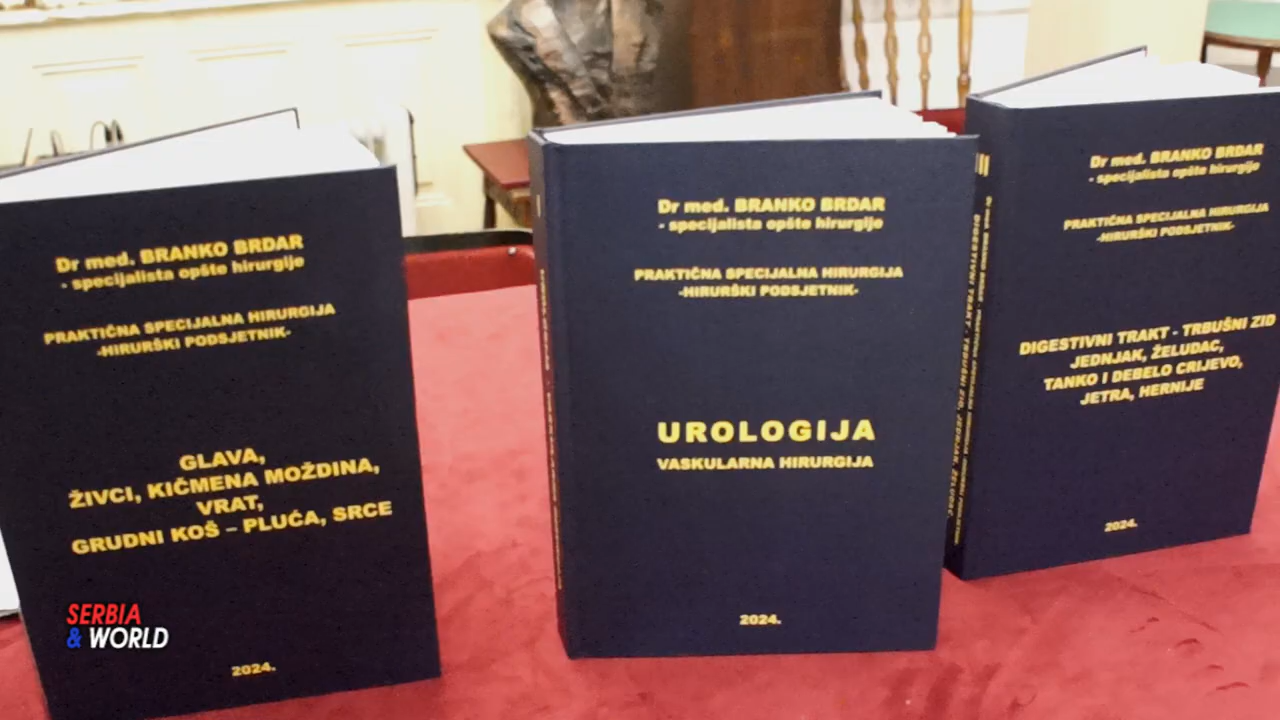 Dr med. BRANKO BRDAR
- specijalista opšte hirurgije
PRAKTIČNA SPECIJALNA HIRURGIJA
-HIRURŠKI PODSJETNIK-
GLAVA,
ŽIVCI, KIČMENA MOŽDINA,
VRAT,
GRUDNI KOŠ – PLUĆA, SRCE
2024.
SERBIA
& WORLD
Dr med. BRANKO BRDAR
- specijalista opšte hirurgije
PRAKTIČNA SPECIJALNA HIRURGIJA
-HIRURŠKI PODSJETNIK-
UROLOGIJA
VASKULARNA HIRURGIJA
2024.
III
Dr med. BRANKO BRDAR
- specijalista opšte hirurgije
PRAKTIČNA SPECIJALNA HIRURGIJA
-HIRURŠKI PODSJETNIK-
DIGESTIVNI TRAKT - TRBUŠNI ZID
JEDNJAK, ŽELUDAC,
TANKO I DEBELO CRIJEVO,
JETRA, HERNIJE
2024.